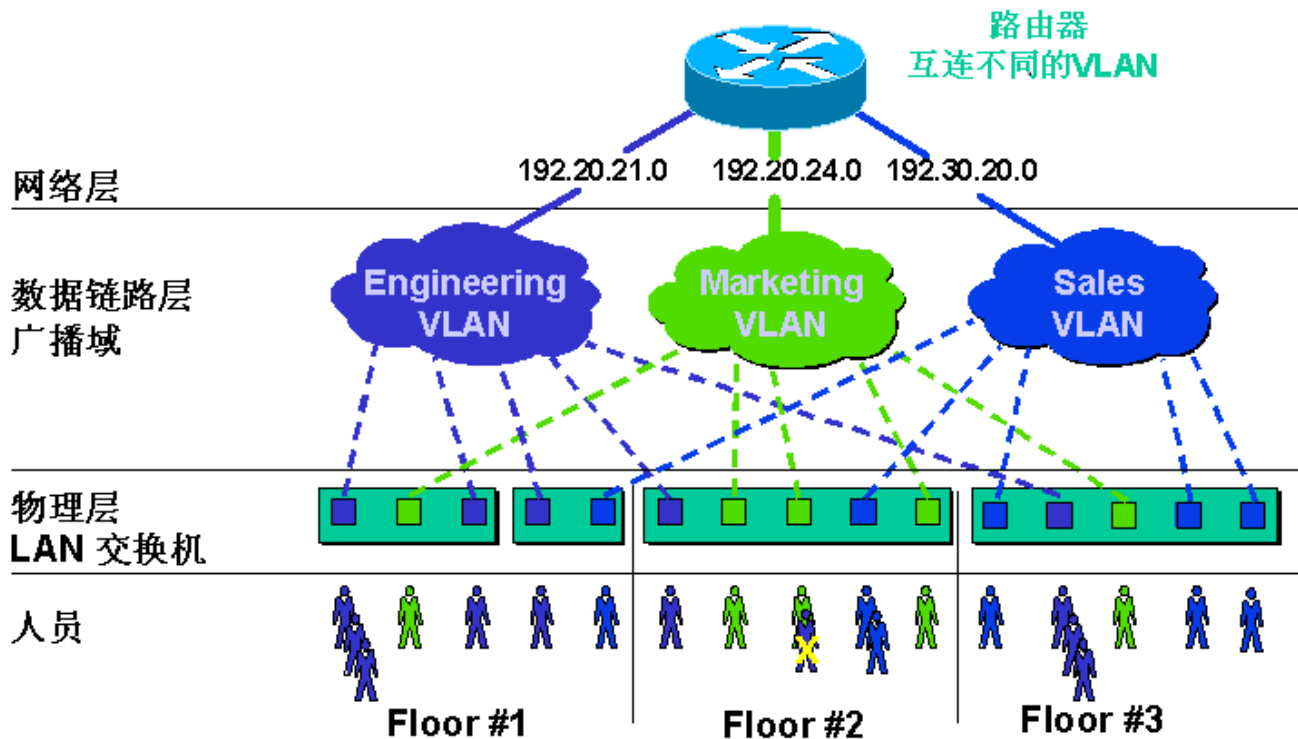 路由器
互连不同的VLAN
192.20.21.0
192.20.24.0
192.30.20.0
网络层
Engineering
VLAN
Marketing
VLAN
Sales
VLAN
数据链路层
广播域
物理层
LAN 交换机
人员
Floor #1
Floor #2
Floor #3